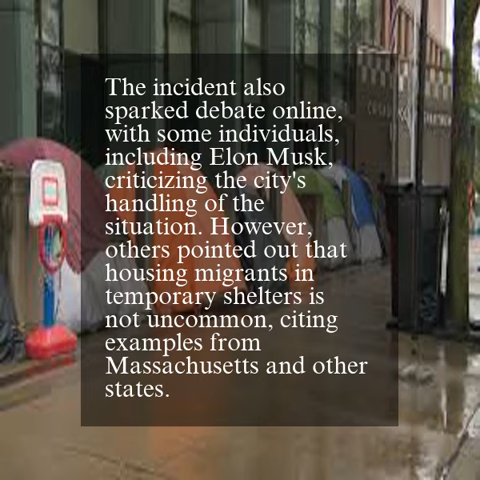 The incident also
sparked debate online,
with some individuals,
including Elon Musk,
criticizing the city's
handling of the
situation. However,
others pointed out that
housing migrants in
temporary shelters is
not uncommon, citing
examples from
Massachusetts and other
states.